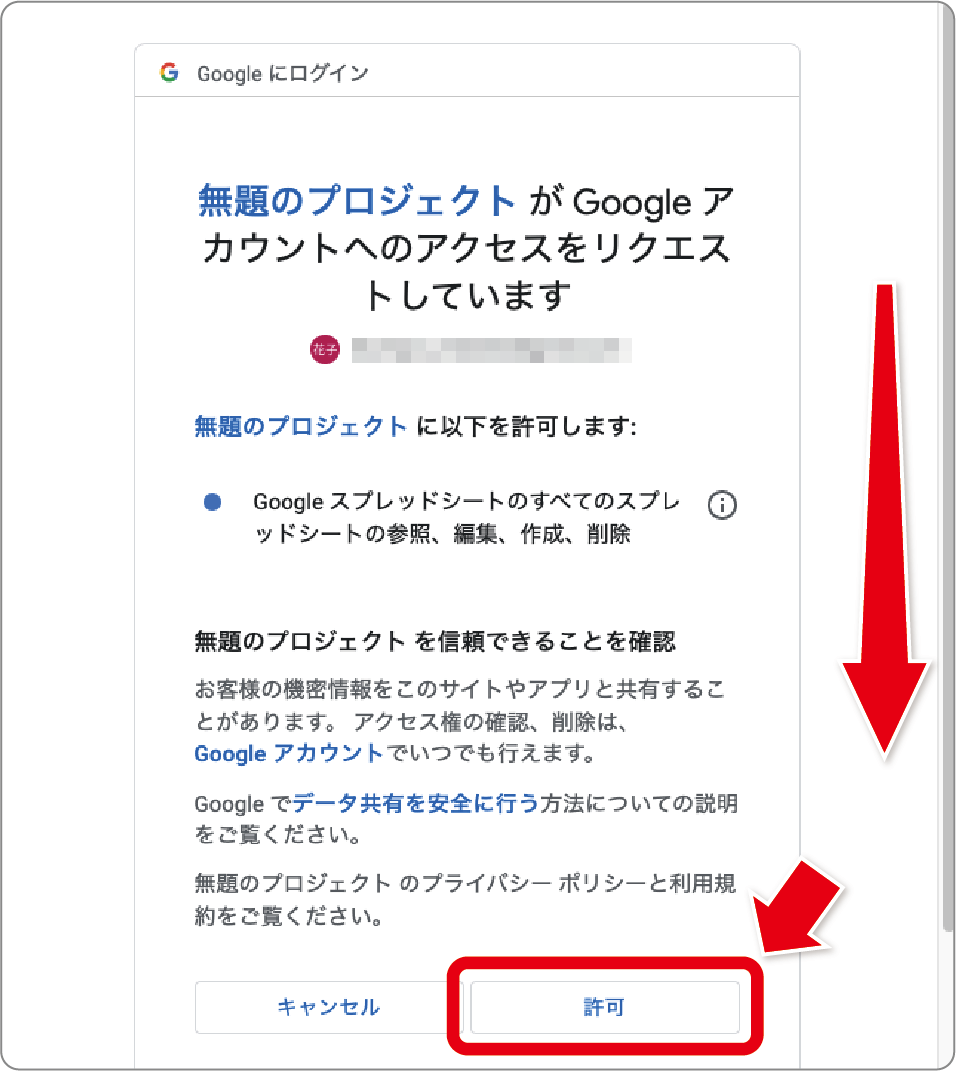 Google にログイン
無題のプロジェクト が Google ア
カウントへのアクセスをリクエス
トしています
花子
無題のプロジェクト に以下を許可します:
Google スプレッドシートのすべてのスプレ
ッドシートの参照、編集、作成、削除
無題のプロジェクト を信頼できることを確認
お客様の機密情報をこのサイトやアプリと共有するこ
とがあります。 アクセス権の確認、削除は、
Google アカウントでいつでも行えます。
Google でデータ共有を安全に行う方法についての説明
をご覧ください。
無題のプロジェクト のプライバシー ポリシーと利用規
約をご覧ください。
キャンセル
許可